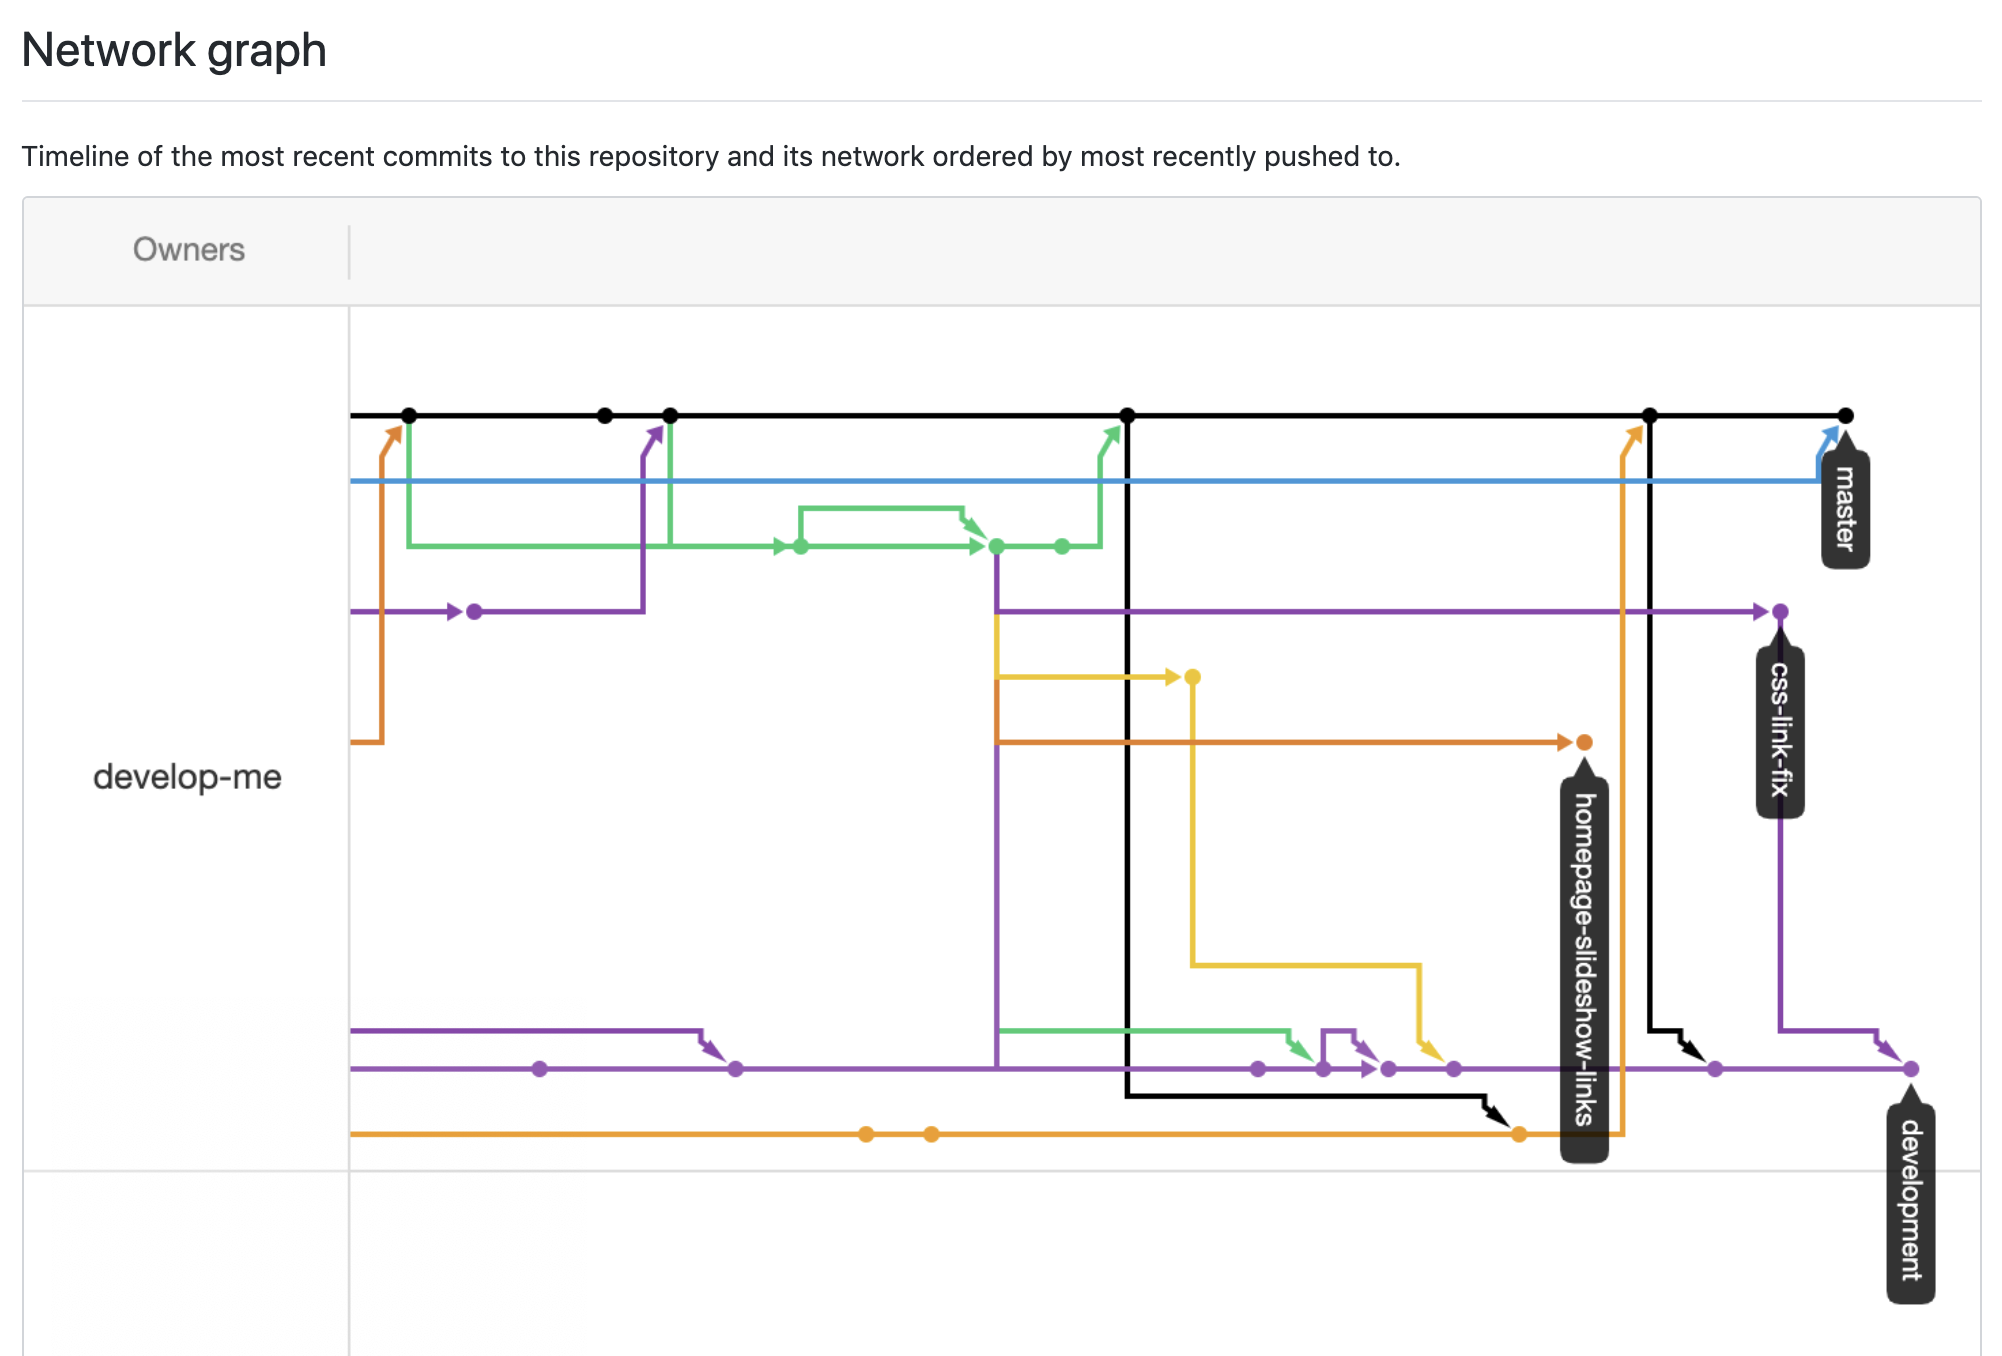 Network graph
Timeline of the most recent commits to this repository and its network ordered by most recently pushed to.
Owners
develop-me
master
css-link-fix
homepage-slideshow-links
development